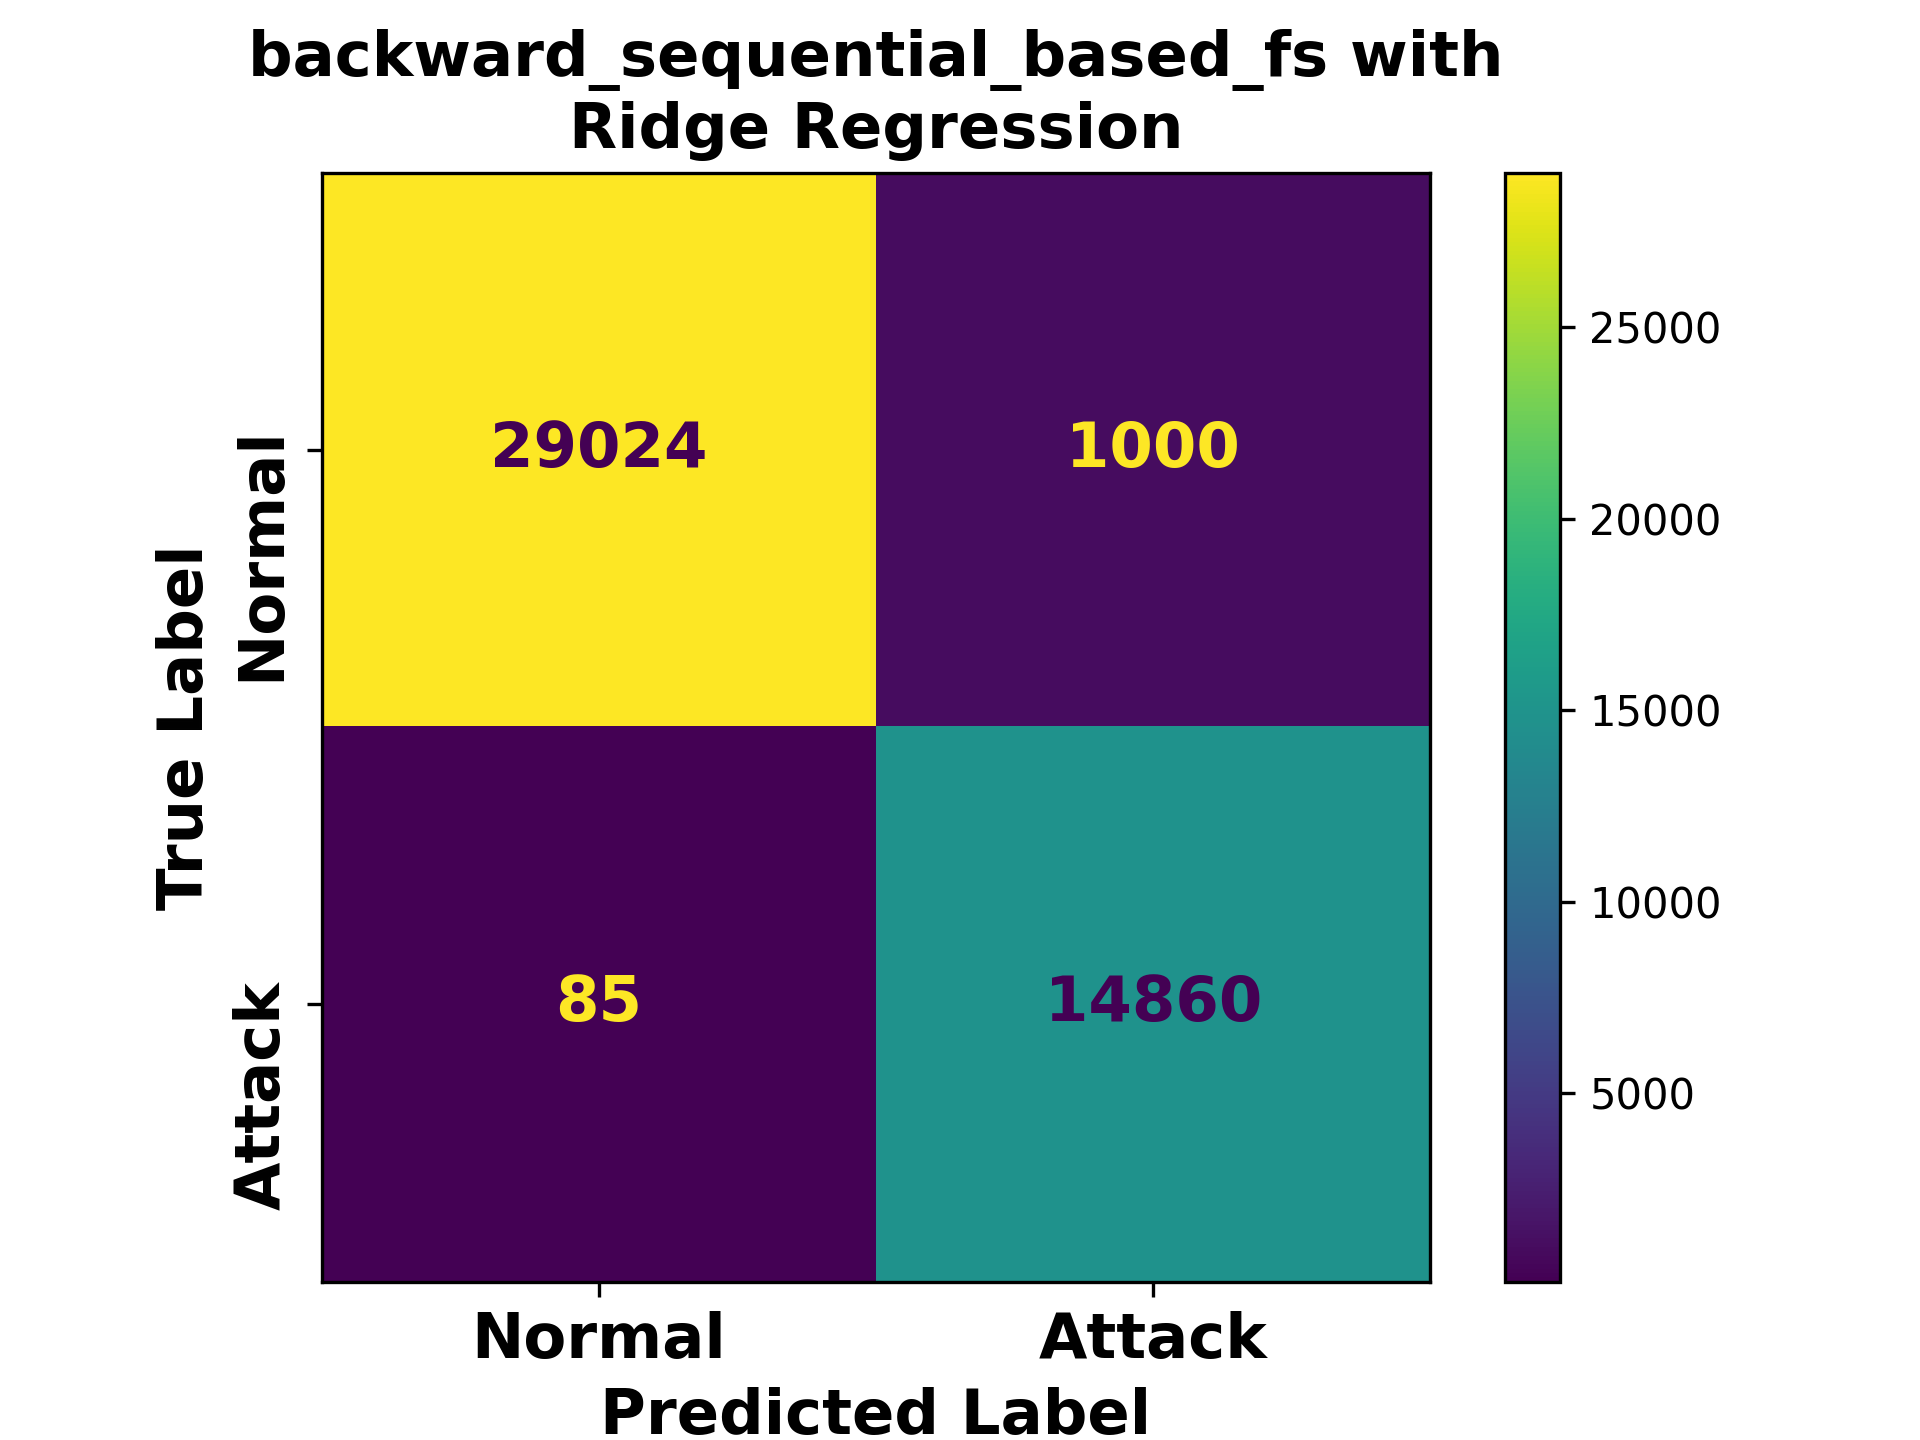 backward_sequential_based_fs with
Ridge Regression
True Label
Normal
29024
1000
Attack
85
14860
Normal
Attack
Predicted Label
25000
20000
15000
10000
5000